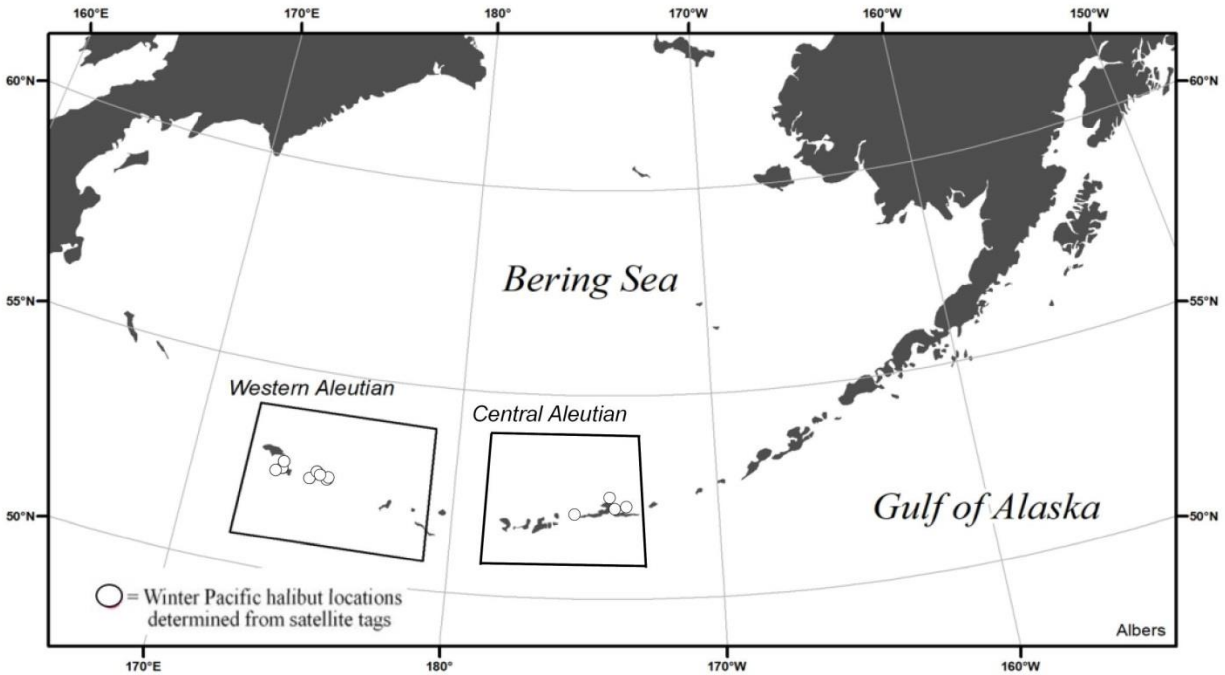 160°E 170°E 180° 170°W 160°W 150°W
60°N 60°N
Bering Sea
55°N 55°N
Western Aleutian
Central Aleutian
Gulf of Alaska
50°N 50°N
= Winter Pacific halibut locations
determined from satellite tags
Albers
170°E 180° 170°W 160°W